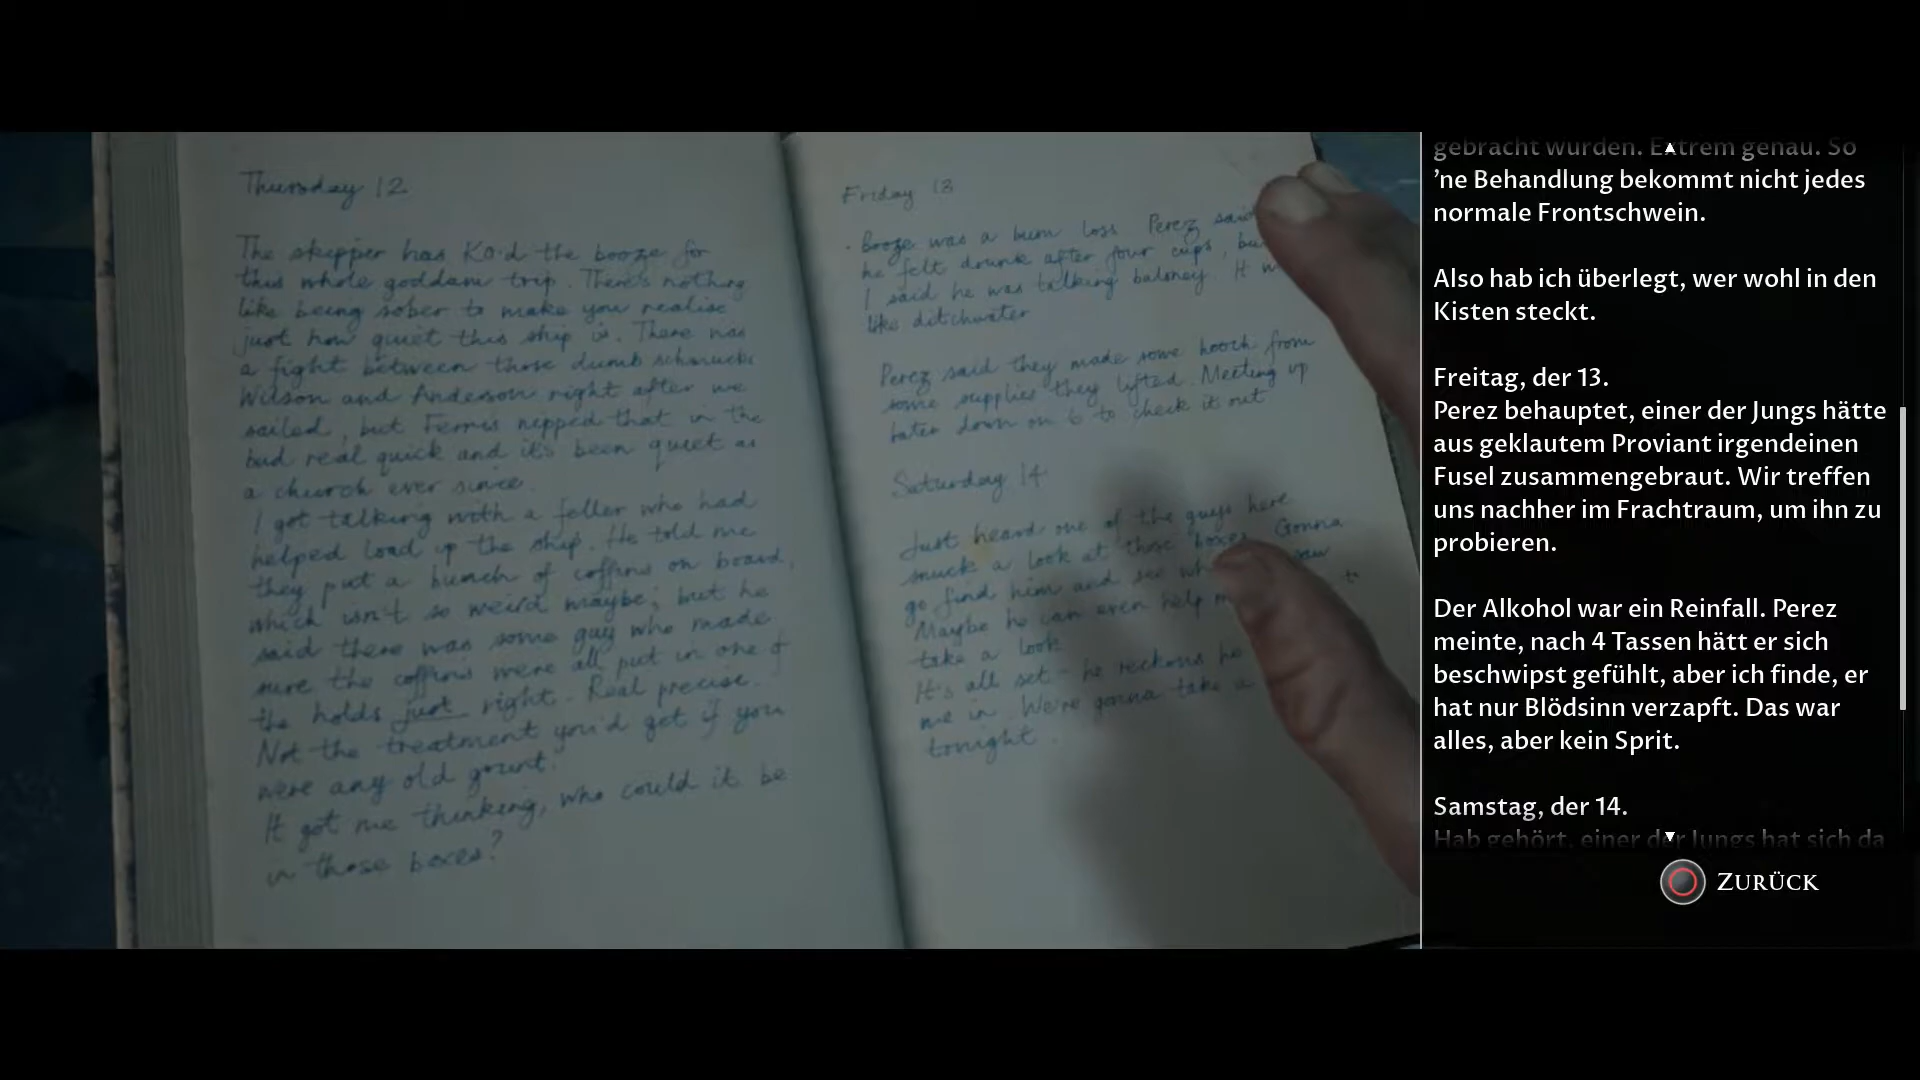 Thursday 12
The skipper has KO'd the booze for
this whole goddam trip. There's nothing
like being sober to make you realise
just how quiet this ship is. There was
a fight between those dumb schmucks
Wilson and Anderson right after we
sailed, but Ferris nipped that in the
bud real quick and it's been quiet as
a church ever since.
I got talking with a feller who had
helped load up the ship. He told me
they put a bunch of coffins on board,
which isn't so weird maybe; but he
said there was some guy who made
sure the coffins were all put in one of
the holds just right. Real precise.
Not the treatment you'd get if you
were any old grunt.
It got me thinking, who could it be
in those boxes?
Friday 13
Booze was a bum loss Perez said
he felt drunk after four cups, but
I said he was talking baloney. It
like ditchwater
Perez said they made some hooch from
some supplies they lifted. Meeting up
later down on 6 to check it out
Saturday 14
Just heard one of the guys here
snuck a look at those boxes. Gonna
go find him and see saw
Maybe he can even help to
take a look
It's all set - he reckons he
me in. We're gonna take a
tonight.
gebracht wurden. Extrem genau. So
'ne Behandlung bekommt nicht jedes
normale Frontschwein.
Also hab ich überlegt, wer wohl in den
Kisten steckt.
Freitag, der 13.
Perez behauptet, einer der Jungs hätte
aus geklautem Proviant irgendeinen
Fusel zusammengebraut. Wir treffen
uns nachher im Frachtraum, um ihn zu
probieren.
Der Alkohol war ein Reinfall. Perez
meinte, nach 4 Tassen hätt er sich
beschwipst gefühlt, aber ich finde, er
hat nur Blödsinn verzapft. Das war
alles, aber kein Sprit.
Samstag, der 14.
Hab gehört, einer der Jungs hat sich da
ZURÜCK